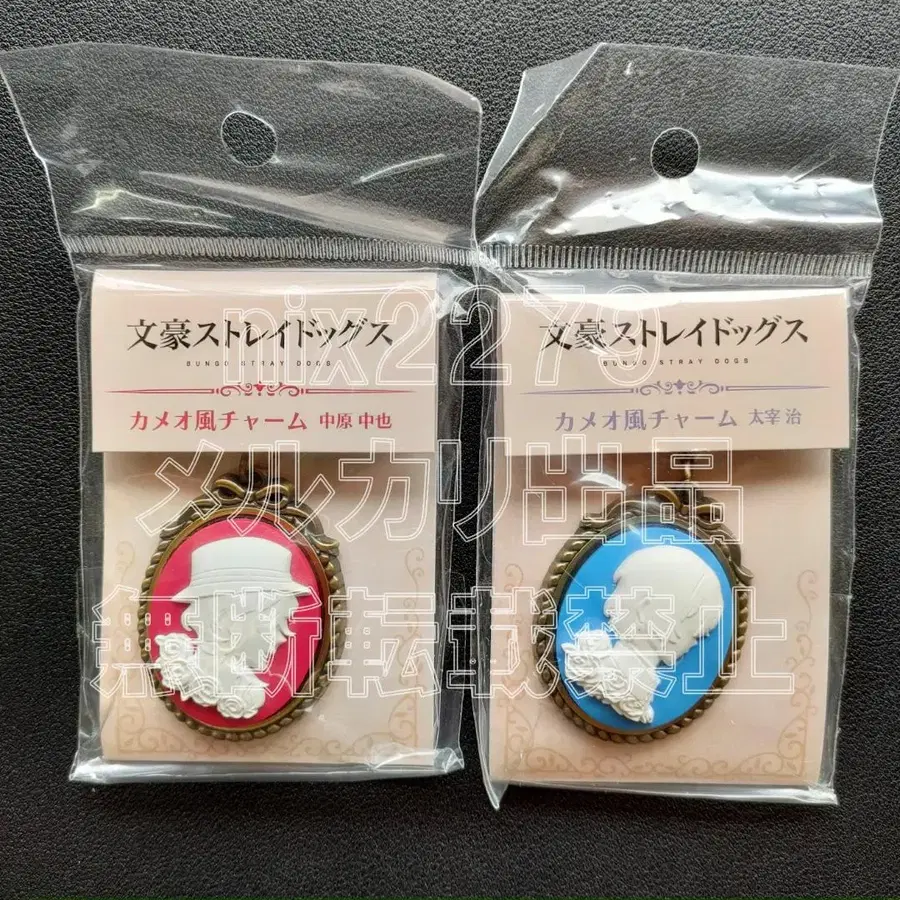 文豪ストレイドッグス
BUNGO STRAY DOGS
カメオ風チャーム 中原 中也
文豪ストレイドッグス
BUNGO STRAY DOGS
カメオ風チャーム 太宰 治
nix2279
メルカリ出品
無断転載禁止